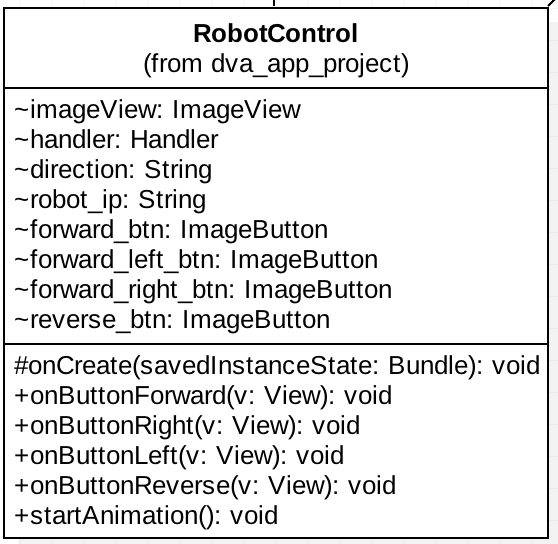 RobotControl
(from dva_app_project)
~imageView: ImageView
~handler: Handler
~direction: String
~robot_ip: String
~forward_btn: ImageButton
~forward_left_btn: ImageButton
~forward_right_btn: ImageButton
~reverse_btn: ImageButton
#onCreate(savedInstanceState: Bundle): void
+onButtonForward(v: View): void
+onButtonRight(v: View): void
+onButtonLeft(v: View): void
+onButtonReverse(v: View): void
+startAnimation(): void